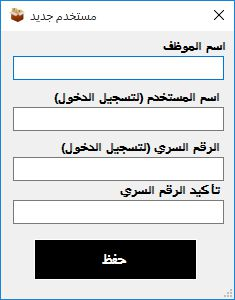 مستخدم جديد
اسم الموظف
اسم المستخدم (لتسجيل الدخول)
الرقم السري (لتسجيل الدخول)
تأكيد الرقم السري
حفظ